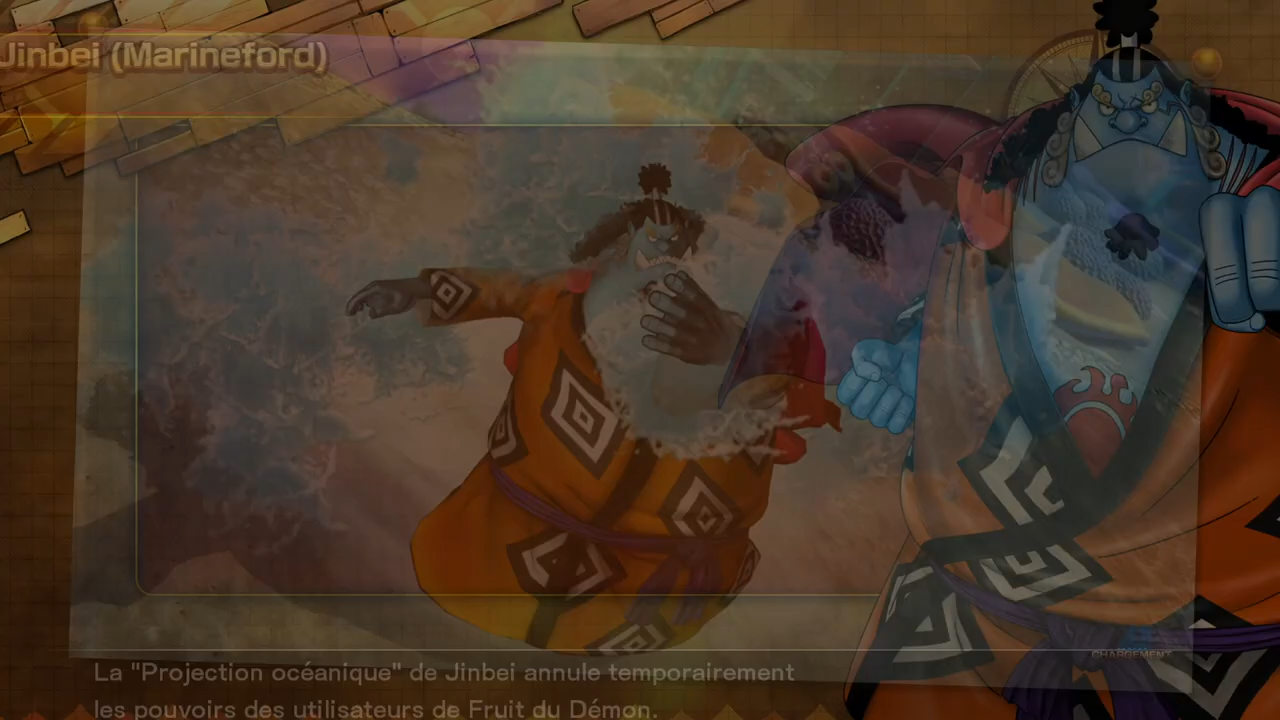 Jinbei (Marineford)
CHARGEMENT
La "Projection océanique" de Jinbei annule temporairement
les pouvoirs des utilisateurs de Fruit du Démon.